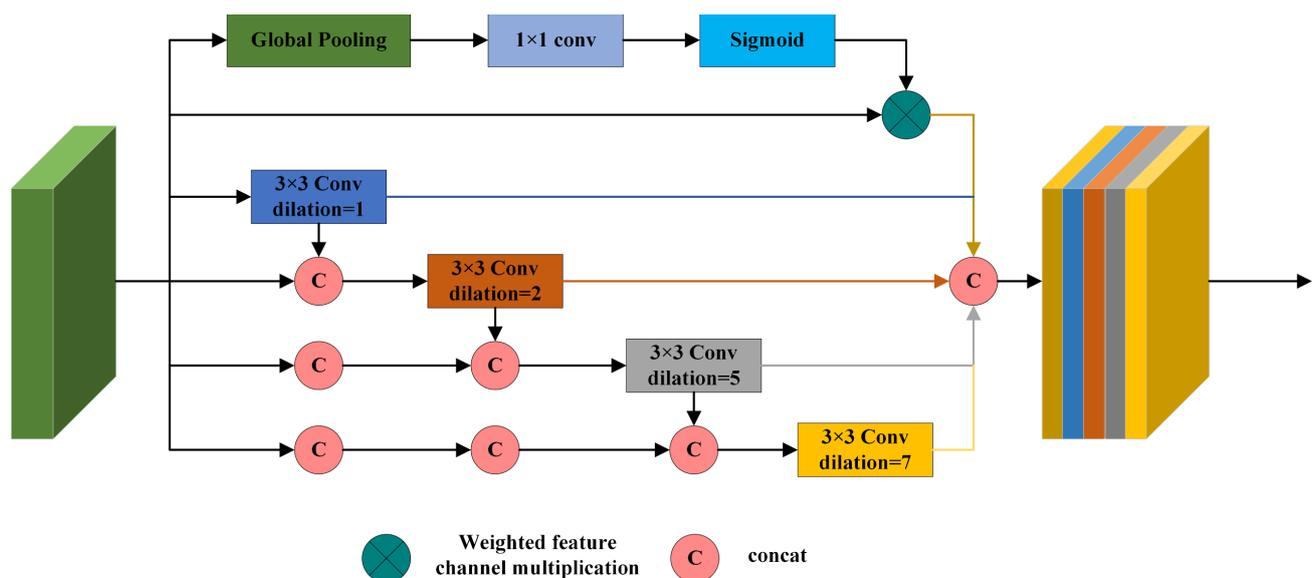 Global Pooling
1×1 conv
Sigmoid
3×3 Conv
dilation=1
C
3×3 Conv
dilation=2
C
C
C
3×3 Conv
dilation=5
C
C
C
3×3 Conv
dilation=7
Weighted feature
channel multiplication
C
concat